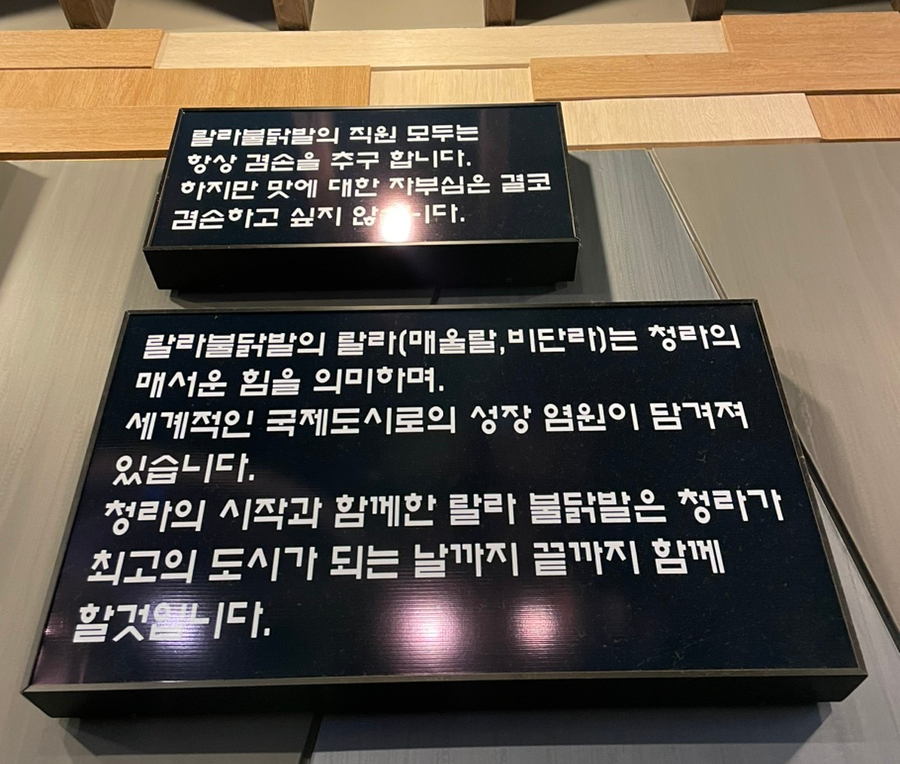 랄라불닭발의 직원 모두는
항상 겸손을 추구 합니다.
하지만 맛에 대한 자부심은 결코
겸손하고 싶지 않습니다.
랄라불닭발의 랄라(매울랄,비단라)는 청라의
매서운 힘을 의미하며.
세계적인 국제도시로의 성장 염원이 담겨져
있습니다.
청라의 시작과 함께한 랄라 불닭발은 청라가
최고의 도시가 되는 날까지 끝까지 함께
할것입니다.